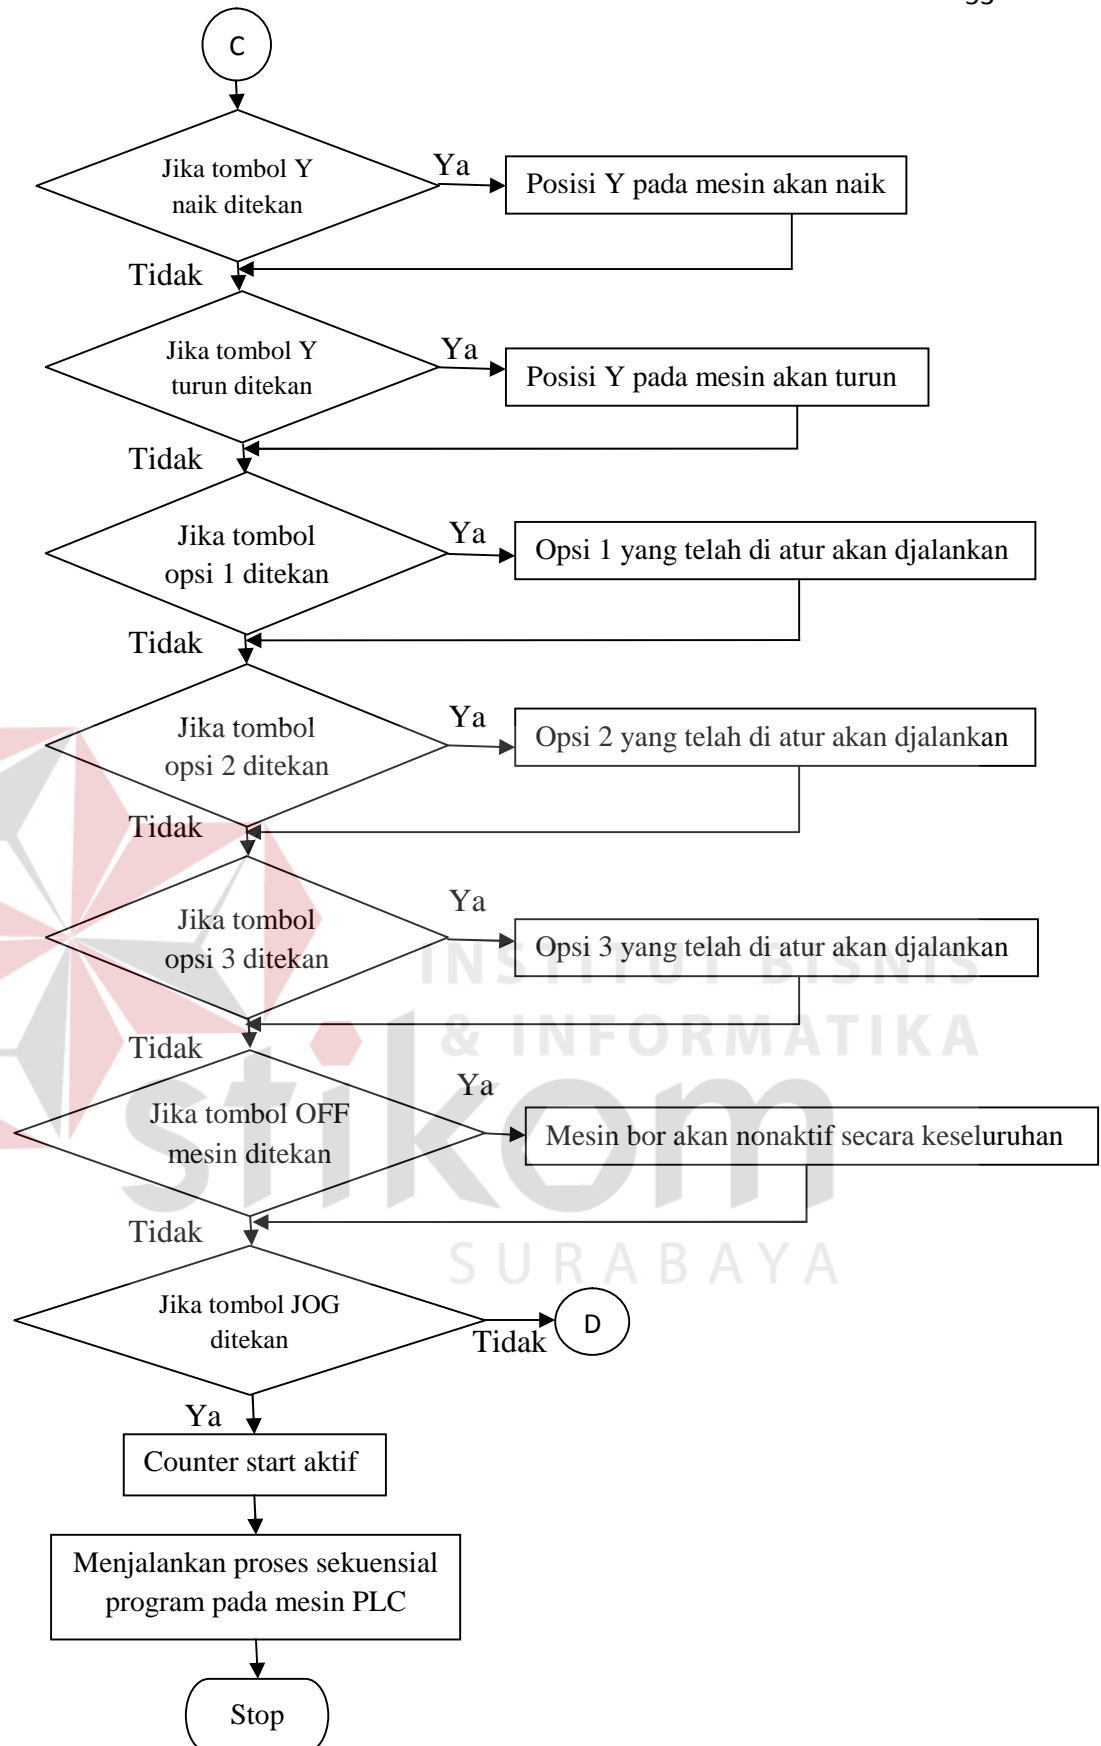 C
Jika tombol Y
naik ditekan
Ya
Posisi Y pada mesin akan naik
Tidak
Jika tombol Y
turun ditekan
Ya
Posisi Y pada mesin akan turun
Tidak
Jika tombol
opsi 1 ditekan
Ya
Opsi 1 yang telah di atur akan djalankan
Tidak
Jika tombol
opsi 2 ditekan
Ya
Opsi 2 yang telah di atur akan djalankan
Tidak
Jika tombol
opsi 3 ditekan
Ya
Opsi 3 yang telah di atur akan djalankan
Tidak
INSTITUT BISNIS
& INFORMATIKA
stikom
SURABAYA
Jika tombol OFF
mesin ditekan
Ya
Mesin bor akan nonaktif secara keseluruhan
Tidak
Jika tombol JOG
ditekan
Tidak
D
Ya
Counter start aktif
Menjalankan proses sekuensial
program pada mesin PLC
Stop